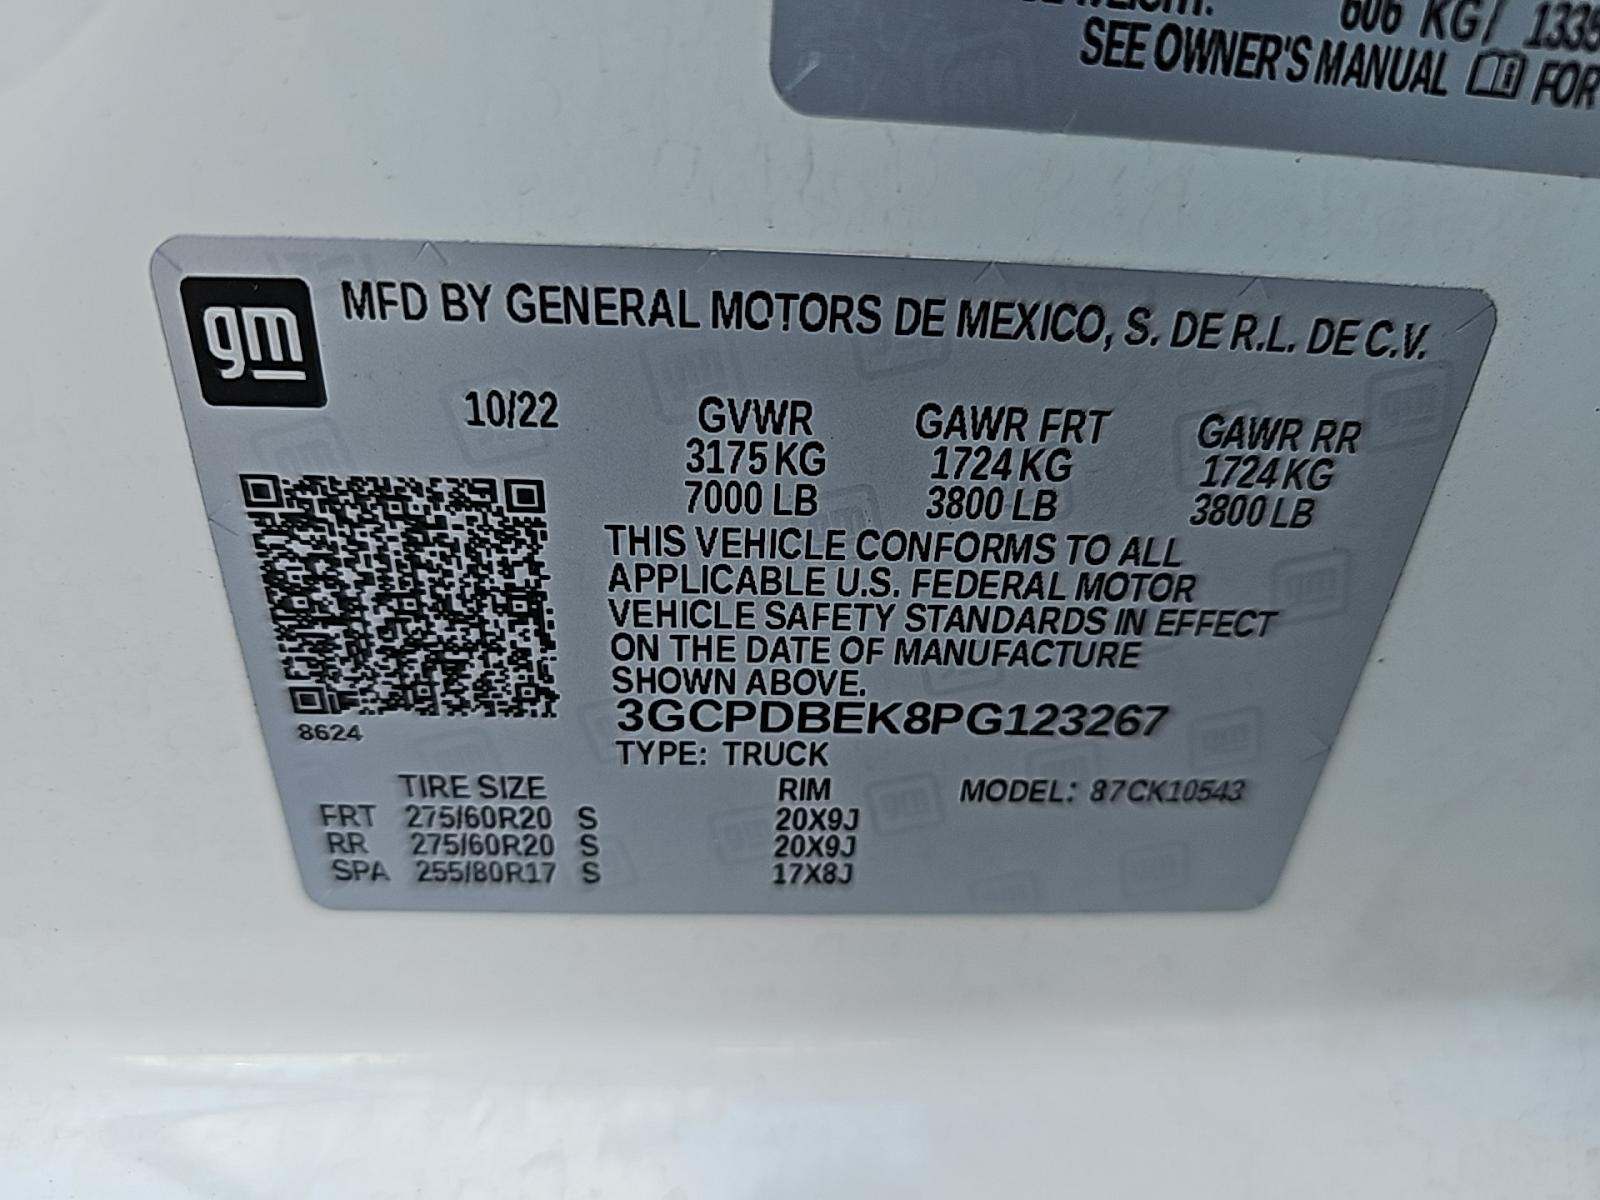 606 KG/ 1335
SEE OWNER'S MANUAL FOR
gm
MFD BY GENERAL MOTORS DE MEXICO, S. DE R.L. DE C.V.
10/22 GVWR GAWR FRT GAWR RR
3175 KG 1724 KG 1724 KG
7000 LB 3800 LB 3800 LB
THIS VEHICLE CONFORMS TO ALL
APPLICABLE U.S. FEDERAL MOTOR
VEHICLE SAFETY STANDARDS IN EFFECT
ON THE DATE OF MANUFACTURE
SHOWN ABOVE.
3GCPDBEK8PG123267
8624
TYPE: TRUCK
TIRE SIZE RIM MODEL: 87CK10543
FRT 275/60R20 S 20X9J
RR 275/60R20 S 20X9J
SPA 255/80R17 S 17X8J